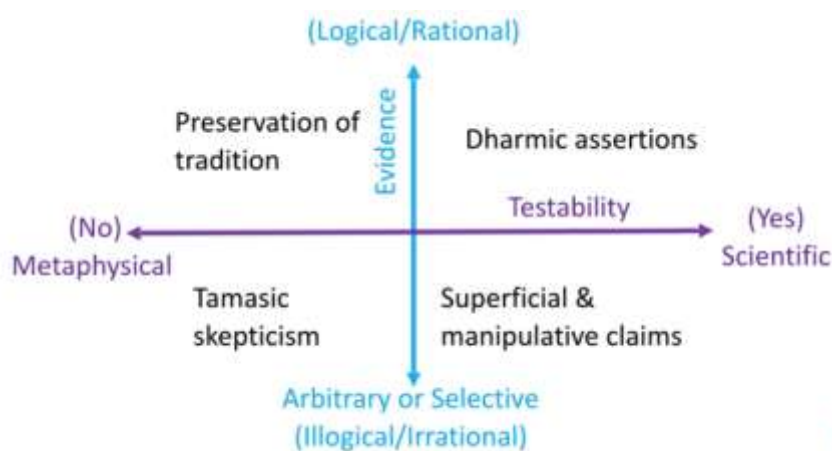 (Logical/Rational)
Preservation of
tradition
Evidence
Dharmic assertions
Testability
(No)
Metaphysical
(Yes)
Scientific
Tamasic
skepticism
Superficial &
manipulative claims
Arbitrary or Selective
(Illogical/Irrational)